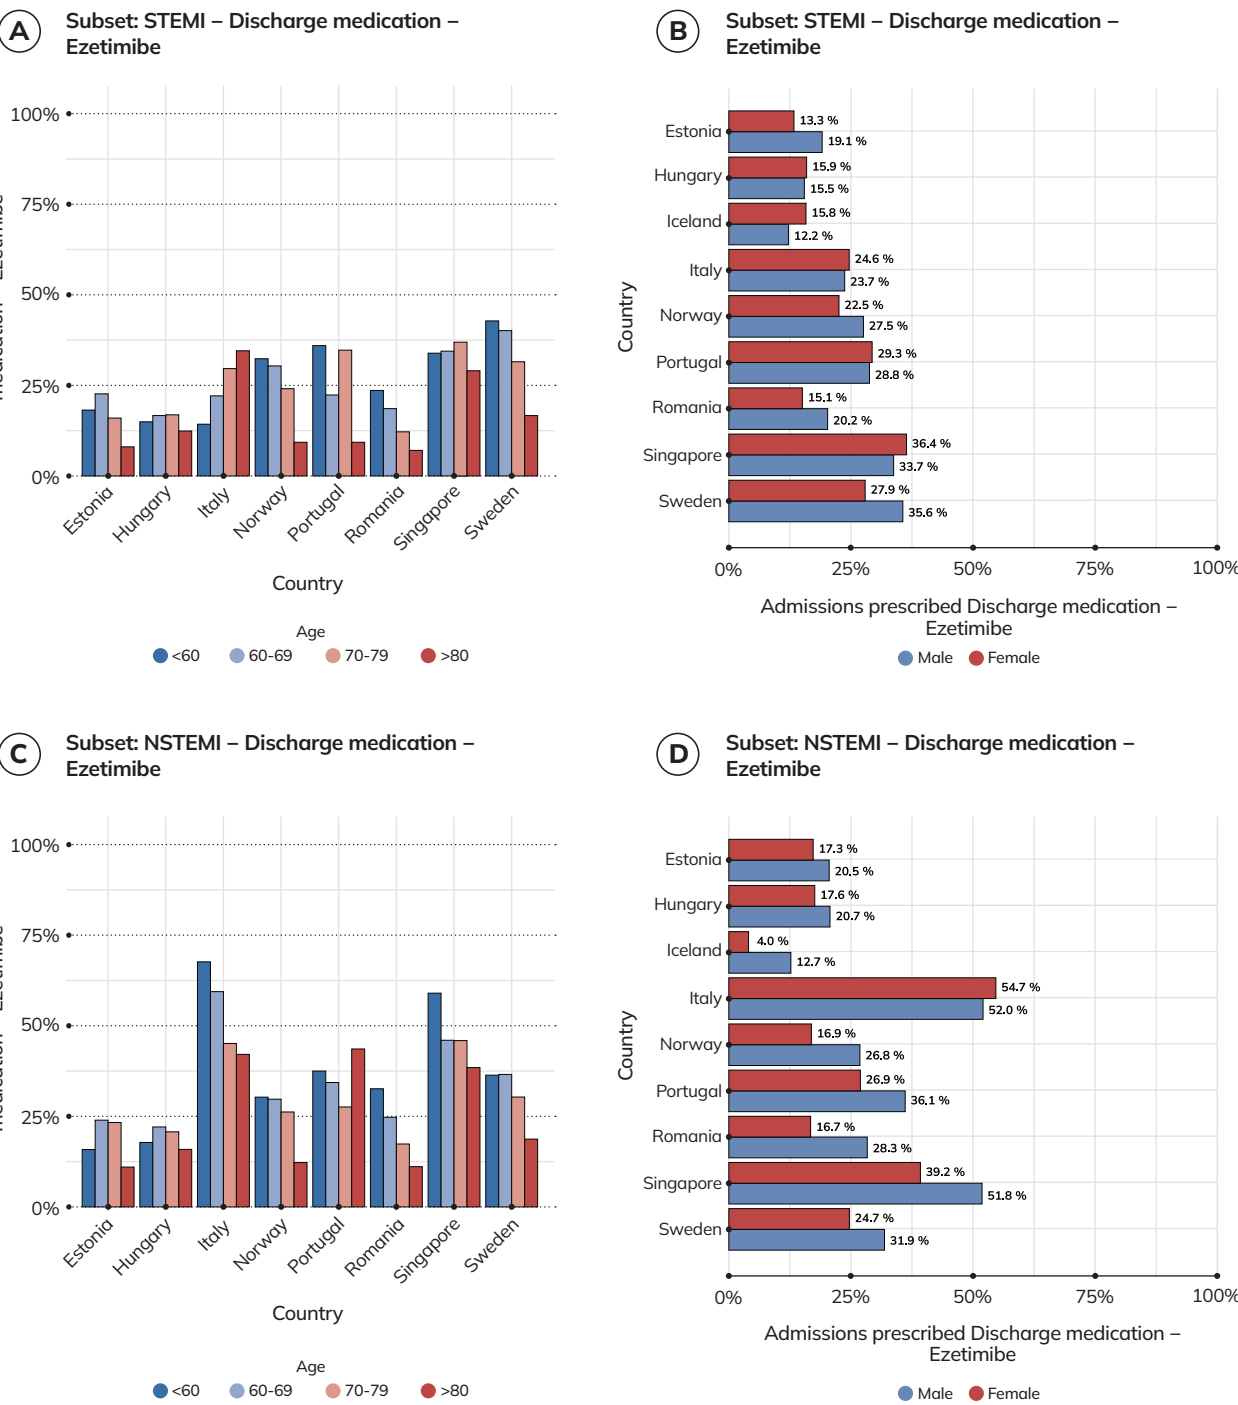 A
Subset: STEMI – Discharge medication –
Ezetimibe
100%
75%
50%
25%
0%
Estonia
Hungary
Italy
Norway
Portugal
Romania
Singapore
Sweden
Country
Age
<60
60-69
70-79
>80
B
Subset: STEMI – Discharge medication –
Ezetimibe
Country
Estonia
13.3 %
19.1 %
Hungary
15.9 %
15.5 %
Iceland
15.8 %
12.2 %
Italy
24.6 %
23.7 %
Norway
22.5 %
27.5 %
Portugal
29.3 %
28.8 %
Romania
15.1 %
20.2 %
Singapore
36.4 %
33.7 %
Sweden
27.9 %
35.6 %
0%
25%
50%
75%
100%
Admissions prescribed Discharge medication –
Ezetimibe
Male
Female
C
Subset: NSTEMI – Discharge medication –
Ezetimibe
100%
75%
50%
25%
0%
Estonia
Hungary
Italy
Norway
Portugal
Romania
Singapore
Sweden
Country
Age
<60
60-69
70-79
>80
D
Subset: NSTEMI – Discharge medication –
Ezetimibe
Country
Estonia
17.3 %
20.5 %
Hungary
17.6 %
20.7 %
Iceland
4.0 %
12.7 %
Italy
54.7 %
52.0 %
Norway
16.9 %
26.8 %
Portugal
26.9 %
36.1 %
Romania
16.7 %
28.3 %
Singapore
39.2 %
51.8 %
Sweden
24.7 %
31.9 %
0%
25%
50%
75%
100%
Admissions prescribed Discharge medication –
Ezetimibe
Male
Female